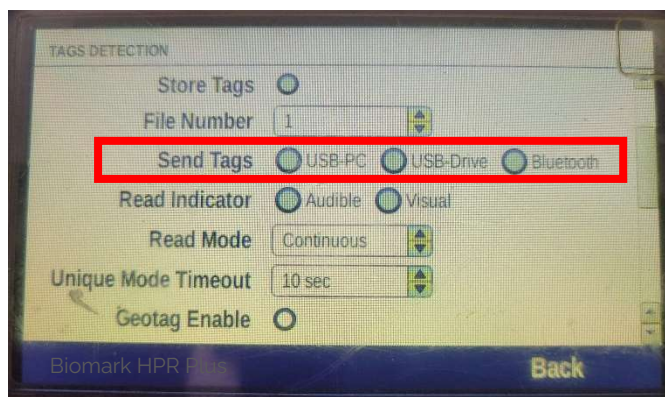 TAGS DETECTION
Store Tags
File Number 1
Send Tags USB-PC USB-Drive Bluetooth
Read Indicator Audible Visual
Read Mode Continuous
Unique Mode Timeout 10 sec
Geotag Enable
Biomark HPR Plus Back